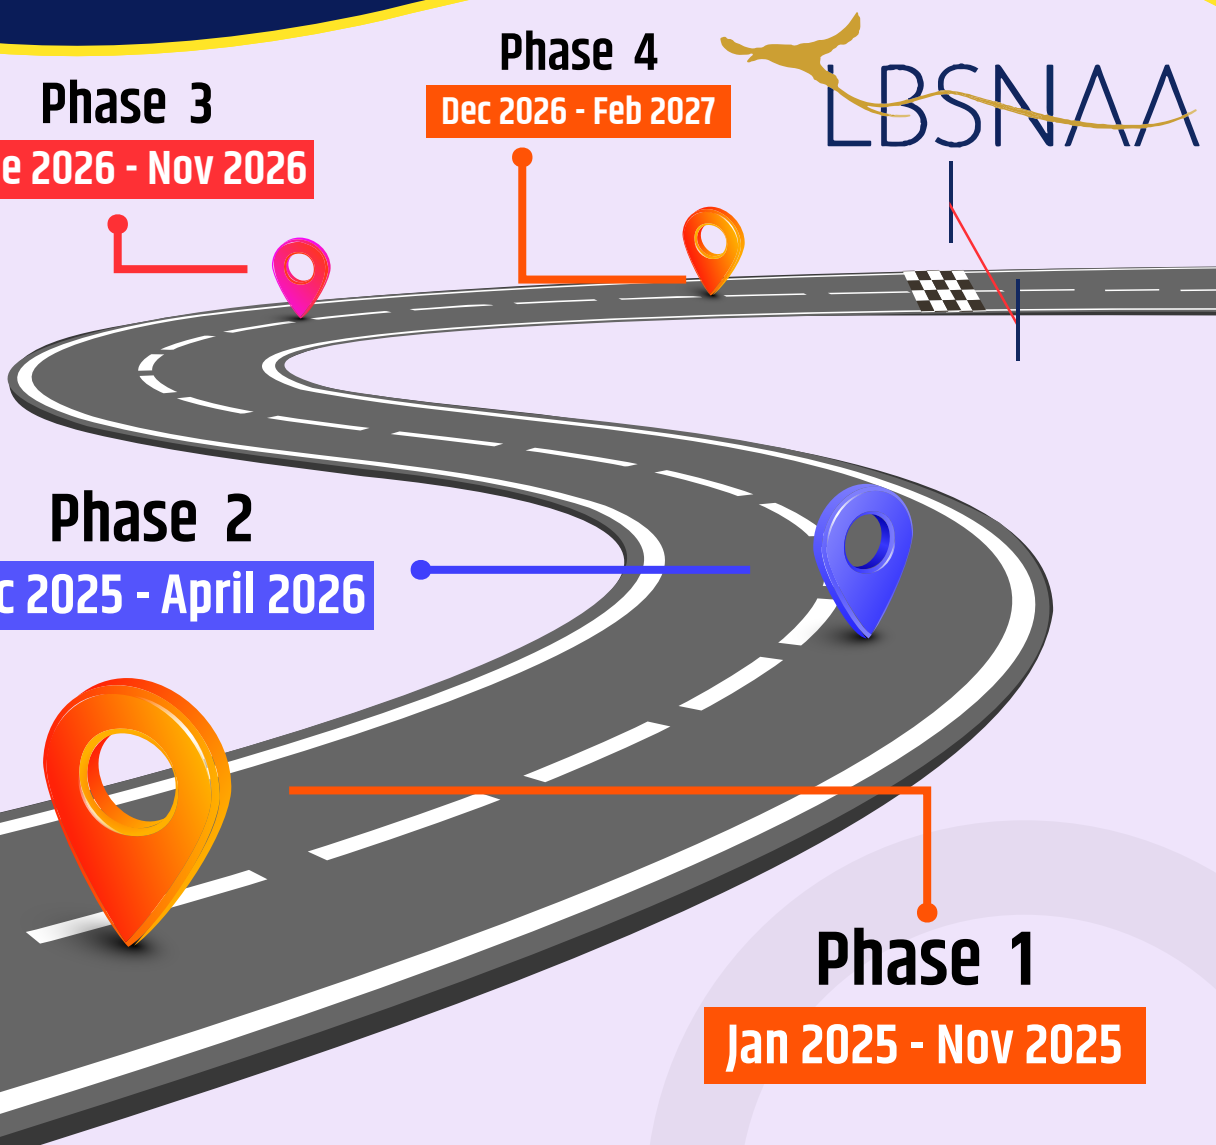 Phase 4
Dec 2026 - Feb 2027
LBSNAA
Phase 3
2026 - Nov 2026
Phase 2
2025 - April 2026
Phase 1
Jan 2025 - Nov 2025